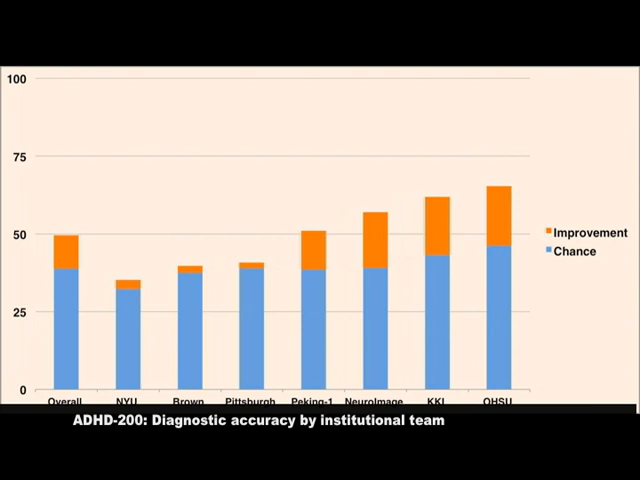 100
75
50
25
0
Improvement
Chance
Overall NYU Brown Pittsburgh Peking-1 NeuroImage KKI OHSU
ADHD-200: Diagnostic accuracy by institutional team